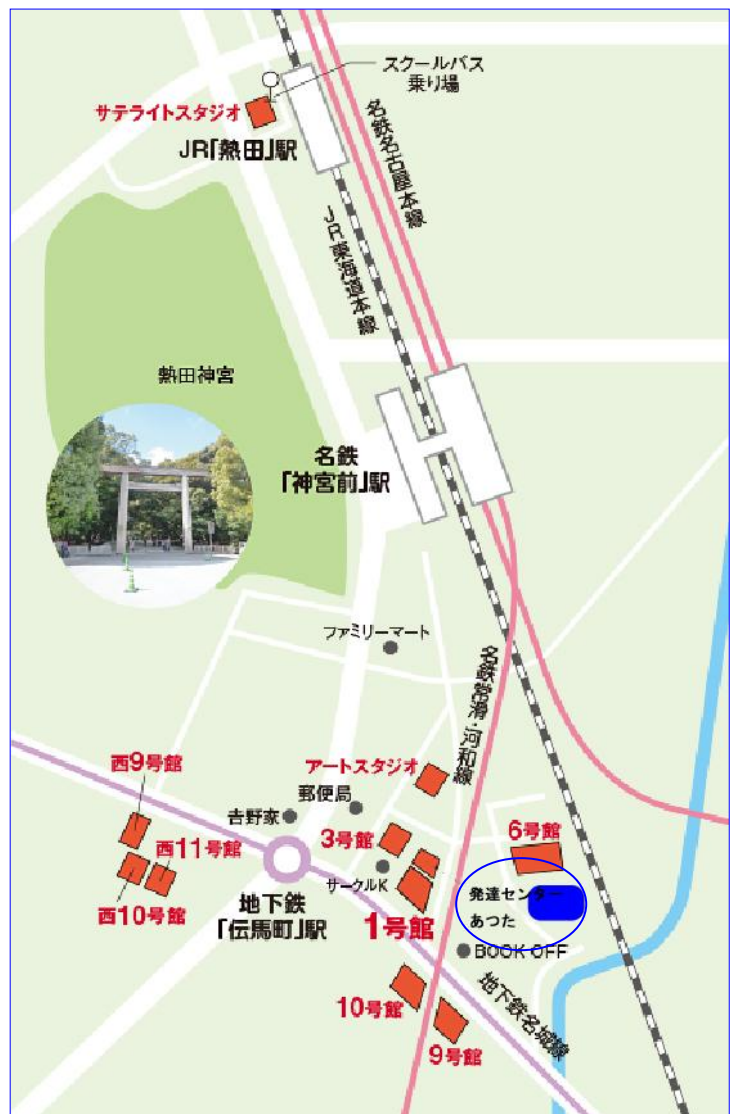 スクールバス
乗り場
サテライトスタジオ
JR「熱田」駅
名鉄名古屋本線
JR東海道本線
熱田神宮
名鉄
「神宮前」駅
ファミリーマート
名鉄常滑・河和線
西9号館
アートスタジオ
郵便局
吉野家
3号館
6号館
西11号館
サークルK
発達センター
あつた
西10号館
地下鉄
「伝馬町」駅
1号館
BOOK OFF
10号館
地下鉄名城線
9号館